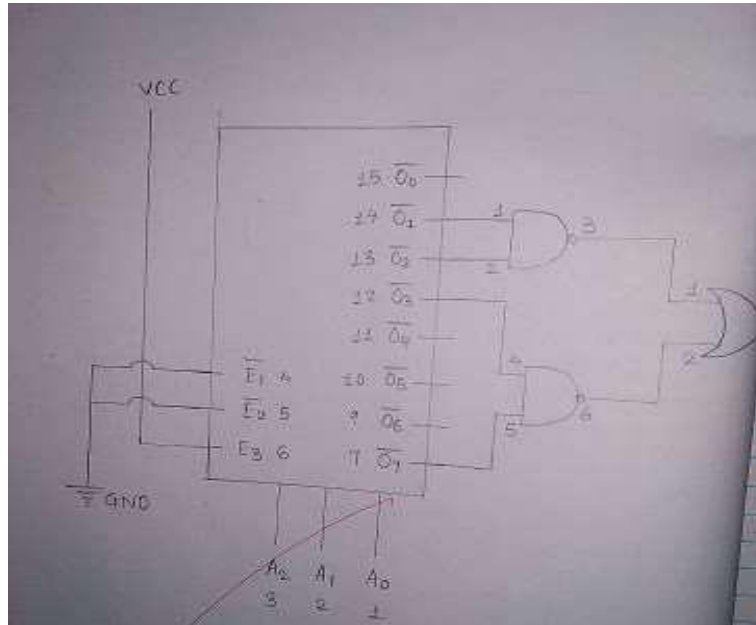 VCC
15 O̅0
14 O̅1
1
3
13 O̅2
2
12 O̅3
1
11 O̅4
2
E̅1 4
10 O̅5
4
6
E̅2 5
9 O̅6
5
E3 6
7 O̅7
GND
A2 A1 A0
3 2 1